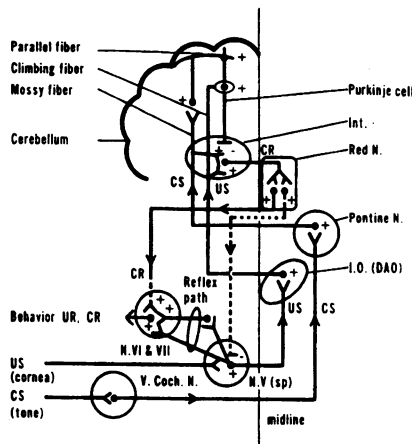 Parallel fiber
Climbing fiber
Mossy fiber
Purkinje cell
Int.
Cerebellum
CR
Red N.
CS
US
Pontine N.
I.O. (DAO)
CR
Reflex
path
US
CS
Behavior UR, CR
N.VI & VII
US
(cornea)
V. Coch. N.
N.V (sp)
CS
(tone)
midline